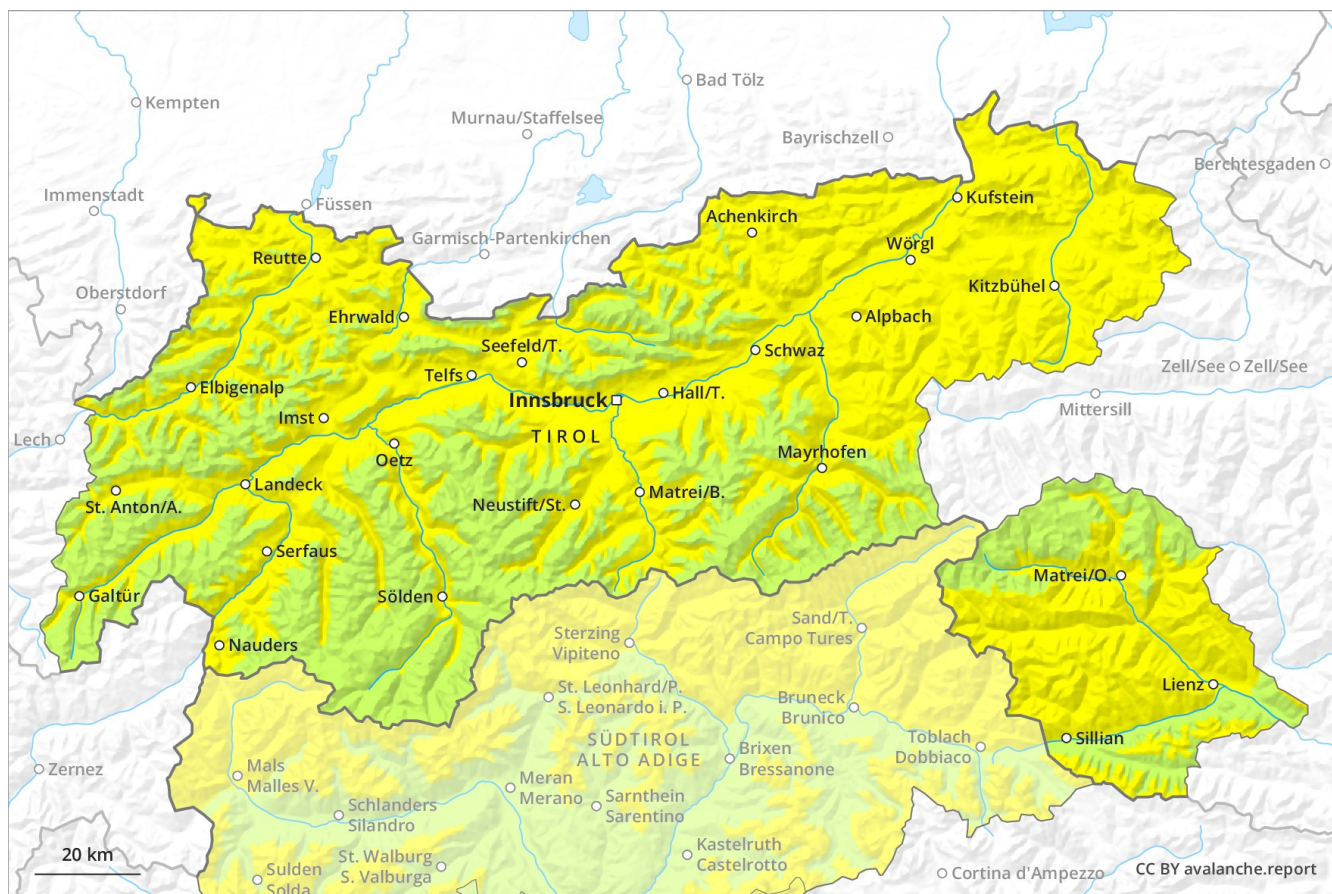 Kempten
Bad Tölz
Murnau/Staffelsee
Bayrischzell
Berchtesgaden
Immenstadt
Füssen
Kufstein
Achenkirch
Garmisch-Partenkirchen
Wörgl
Reutte
Oberstdorf
Kitzbühel
Ehrwald
Alpbach
Seefeld/T.
Schwaz
Zell/See
Zell/See
Telfs
Elbigenalp
Hall/T.
Innsbruck
Mittersill
Imst
TIROL
Lech
Oetz
Mayrhofen
Landeck
Matrei/B.
St. Anton/A.
Neustift/St.
Serfaus
Matrei/O.
Galtür
Sölden
Sand/T.
Campo Tures
Sterzing
Vipiteno
Nauders
Lienz
St. Leonhard/P.
S. Leonardo i. P.
Bruneck
Brunico
SÜDTIROL
ALTO ADIGE
Sillian
Toblach
Dobbiaco
Brixen
Bressanone
Zernez
Mals
Malles V.
Meran
Merano
Sarnthein
Sarentino
Schlanders
Silandro
Kastelruth
Castelrotto
20 km
St. Walburg
S. Valburga
Sulden
Solda
Cortina d'Ampezzo
CC BY avalanche.report